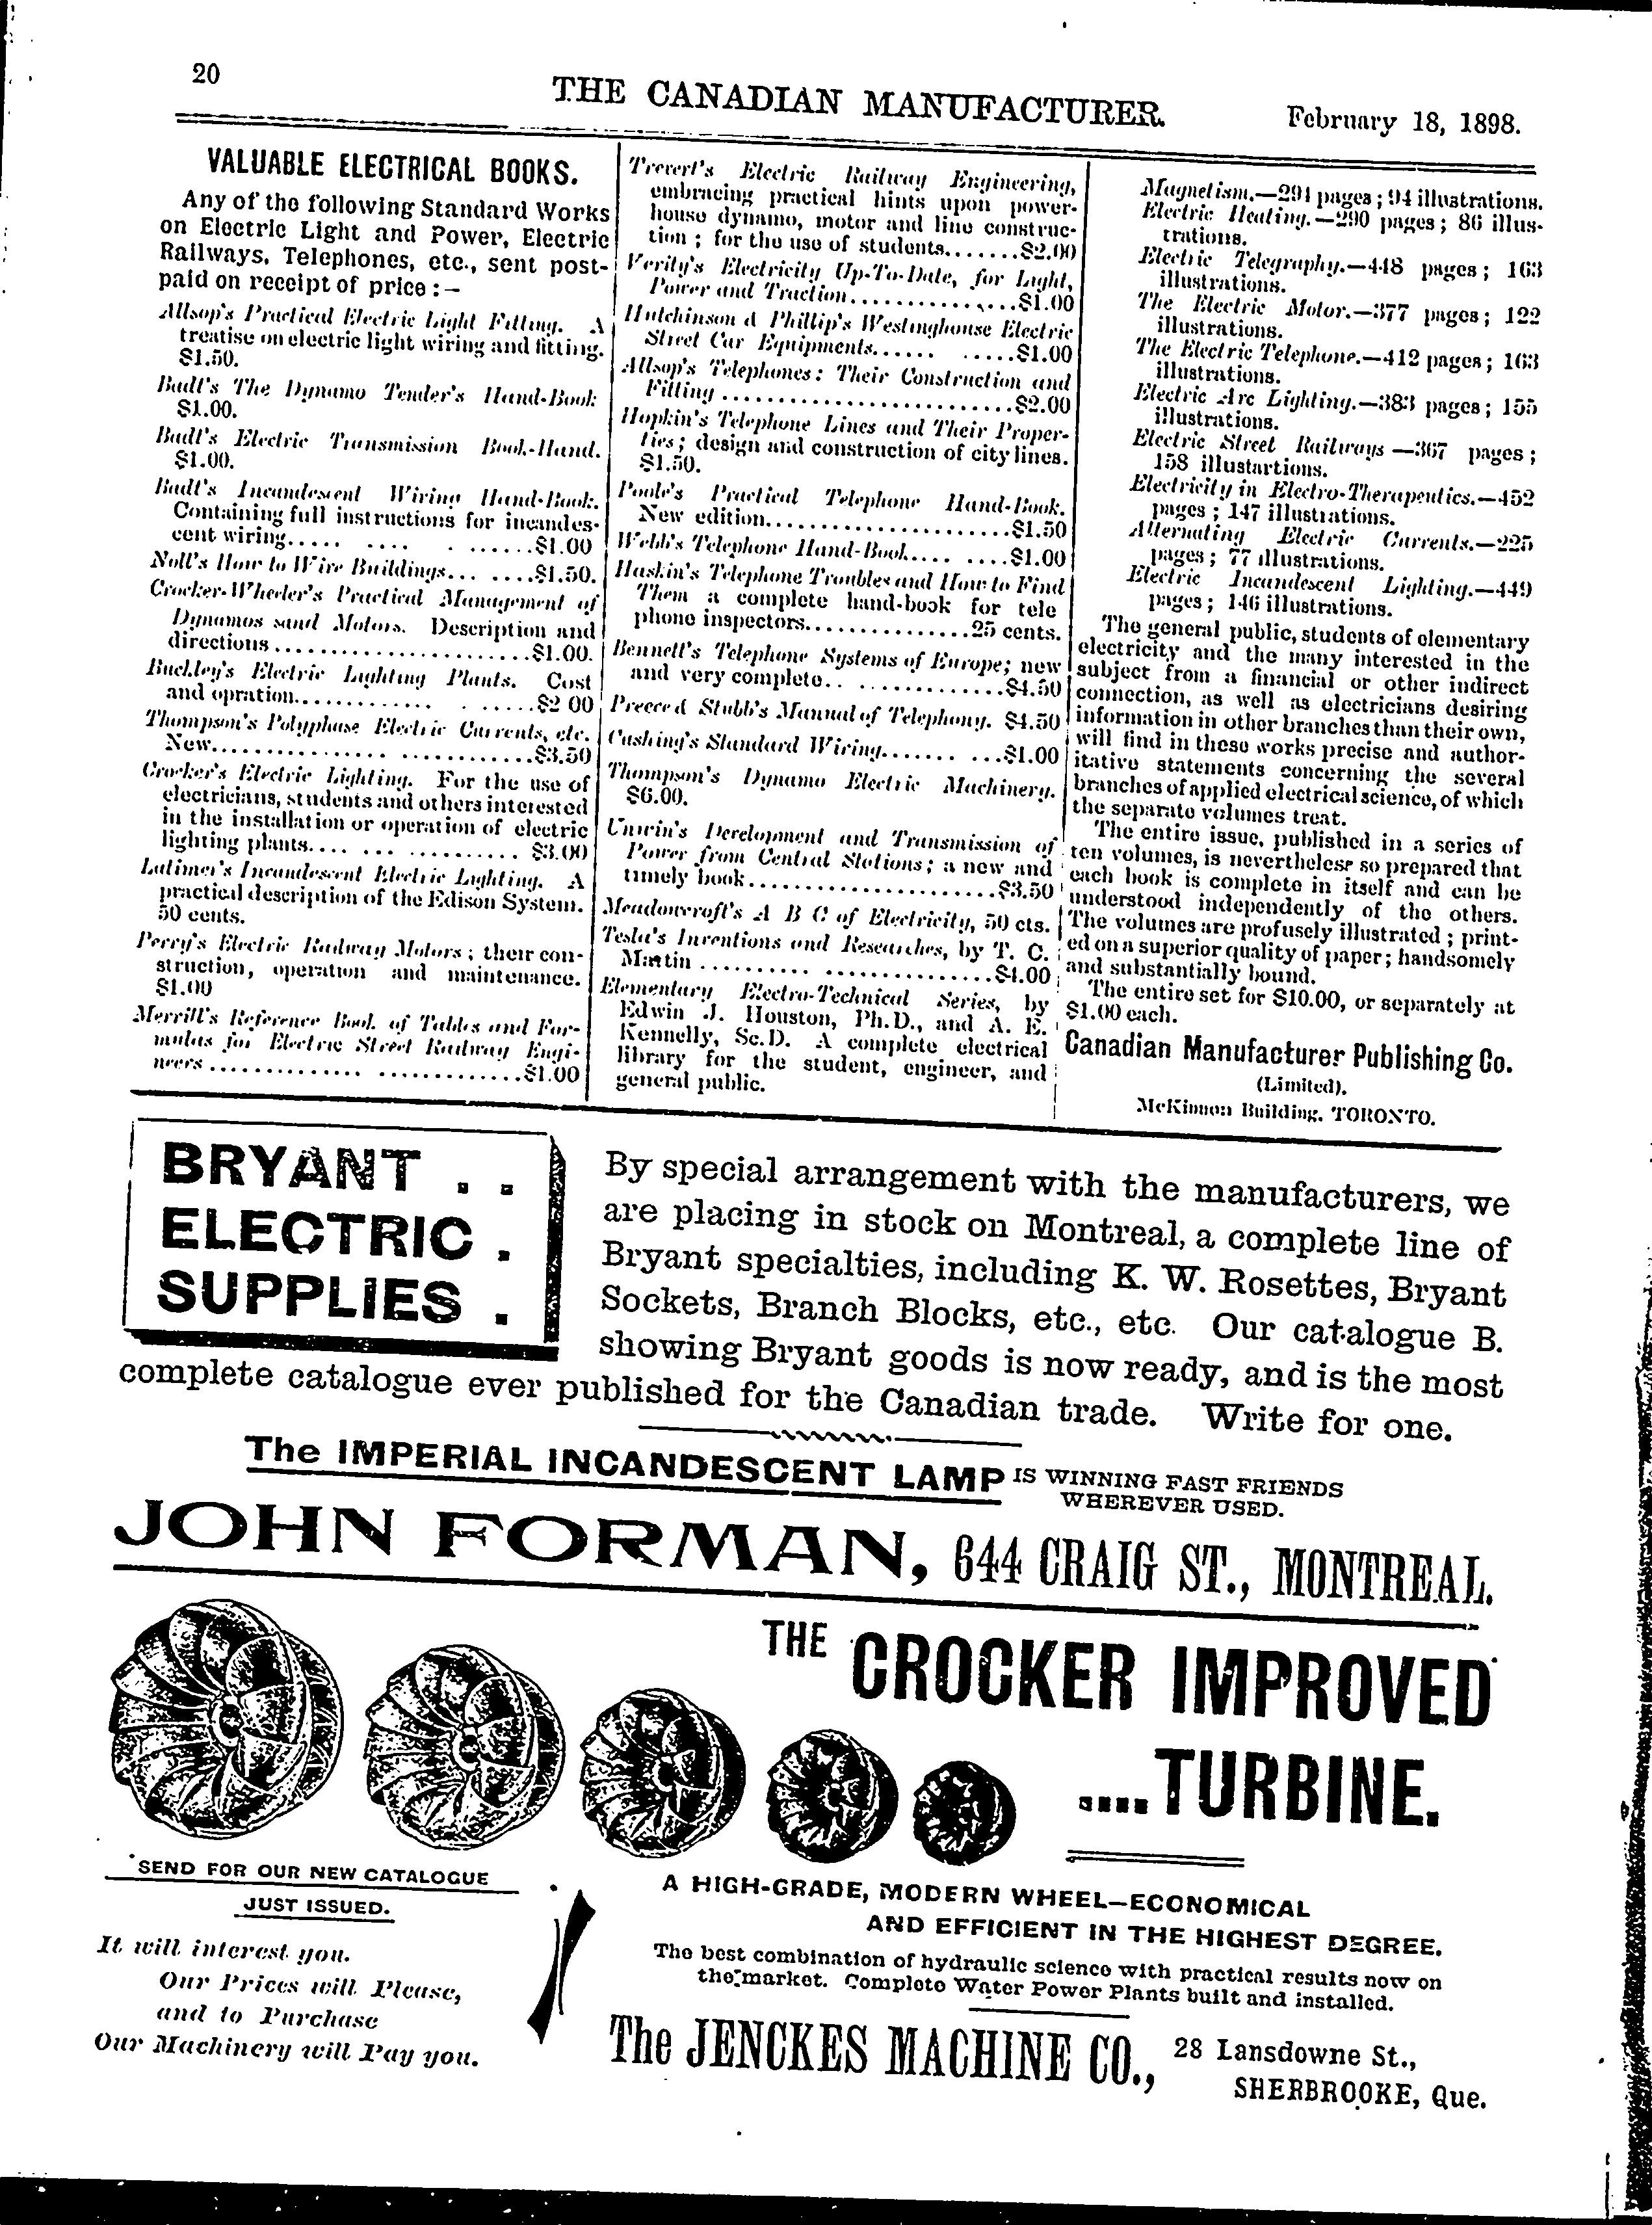 20
THE CANADIAN MANUFACTURER.
February 18, 1898.
VALUABLE ELECTRICAL BOOKS.
Any of the following Standard Works
on Electric Light and Power, Electric
Railways, Telephones, etc., sent post-
paid on receipt of price :—
Allsop's Practical Electric Light Fitting. A
treatise on electric light wiring and fitting.
$1.50.
Badt's The Dynamo Tender's Hand-Book
$1.00.
Badt's Electric Transmission Book-Hand.
$1.00.
Badt's Incandescent Wiring Hand-Book.
Containing full instructions for incandes-
cent wiring..... .... . ......$1.00
Noll's How to Wire Buildings... ....$1.50.
Crocker-Wheeler's Practical Management of
Dynamos and Motors. Description and
directions........................$1.00.
Buckley's Electric Lighting Plants. Cost
and opration............. . ......$2 00
Thompson's Polyphase Electric Currents, etc.
New..............................$3.50
Crocker's Electric Lighting. For the use of
electricians, students and others interested
in the installation or operation of electric
lighting plants.... ... .......... $3.00
Latimer's Incandescent Electric Lighting. A
practical description of the Edison System.
50 cents.
Perry's Electric Railway Motors ; their con-
struction, operation and maintenance.
$1.00
Merrill's Reference Book of Tables and For-
mulas for Electric Street Railway Engi-
neers .............. .............$1.00
Trevert's Electric Railway Engineering,
embracing practical hints upon power-
house dynamo, motor and line construc-
tion ; for the use of students.......$2.00
Verity's Electricity Up-To-Date, for Light,
Power and Traction................$1.00
Hutchinson & Phillip's Westinghouse Electric
Street Car Equipments...... .....$1.00
Allsop's Telephones: Their Construction and
Fitting ...........................$2.00
Hopkin's Telephone Lines and Their Proper-
ties; design and construction of city lines.
$1.50.
Poole's Practical Telephone Hand-Book.
New edition.......................$1.50
Webb's Telephone Hand-Book..... ....$1.00
Haskin's Telephone Troubles and How to Find
Them a complete hand-book for tele
phone inspectors...............25 cents.
Bennett's Telephone Systems of Europe; new
and very complete.. ..............$4.50
Preece & Stubb's Manual of Telephony. $4.50
Cushing's Standard Wiring....... ...$1.00
Thompson's Dynamo Electric Machinery.
$6.00.
Unwin's Development and Transmission of
Power from Central Stations; a new and
timely book.......................$3.50
Meadowcroft's A B C of Electricity, 50 cts.
Tesla's Inventions and Researches, by T. C.
Martin .......... ...............$4.00
Elementary Electro-Technical Series, by
Edwin J. Houston, Ph.D., and A. E.
Kennelly, Sc.D. A complete electrical
library for the student, engineer, and
general public.
Magnetism.—294 pages ; 94 illustrations.
Electric Heating.—290 pages ; 86 illus-
trations.
Electric Telegraphy.—448 pages ; 163
illustrations.
The Electric Motor.—377 pages ; 122
illustrations.
The Electric Telephone.—412 pages ; 163
illustrations.
Electric Arc Lighting.—383 pages ; 155
illustrations.
Electric Street Railways —367 pages ;
158 illustartions.
Electricity in Electro-Therapeutics.—452
pages ; 147 illustrations.
Alternating Electric Currents.—225
pages ; 77 illustrations.
Electric Incandescent Lighting.—449
pages ; 146 illustrations.
The general public, students of elementary
electricity and the many interested in the
subject from a financial or other indirect
connection, as well as electricians desiring
information in other branches than their own,
will find in these works precise and author-
itative statements concerning the several
branches of applied electrical science, of which
the separate volumes treat.
The entire issue, published in a series of
ten volumes, is nevertheless so prepared that
each book is complete in itself and can be
understood independently of the others.
The volumes are profusely illustrated ; print-
ed on a superior quality of paper; handsomely
and substantially bound.
The entire set for $10.00, or separately at
$1.00 each.
Canadian Manufacturer Publishing Co.
(Limited).
McKinnon Building. TORONTO.
BRYANT . .
ELECTRIC .
SUPPLIES .
By special arrangement with the manufacturers, we
are placing in stock on Montreal, a complete line of
Bryant specialties, including K. W. Rosettes, Bryant
Sockets, Branch Blocks, etc., etc. Our catalogue B.
showing Bryant goods is now ready, and is the most
complete catalogue ever published for the Canadian trade. Write for one.
The IMPERIAL INCANDESCENT LAMP IS WINNING FAST FRIENDS
WHEREVER USED.
JOHN FORMAN, 644 CRAIG ST., MONTREAL.
THE CROCKER IMPROVED
....TURBINE.
SEND FOR OUR NEW CATALOGUE
JUST ISSUED.
It will interest you.
Our Prices will Please,
and to Purchase
Our Machinery will Pay you.
A HIGH-GRADE, MODERN WHEEL—ECONOMICAL
AND EFFICIENT IN THE HIGHEST DEGREE.
The best combination of hydraulic science with practical results now on
the market. Complete Water Power Plants built and installed.
The JENCKES MACHINE CO., 28 Lansdowne St.,
SHERBROOKE, Que.